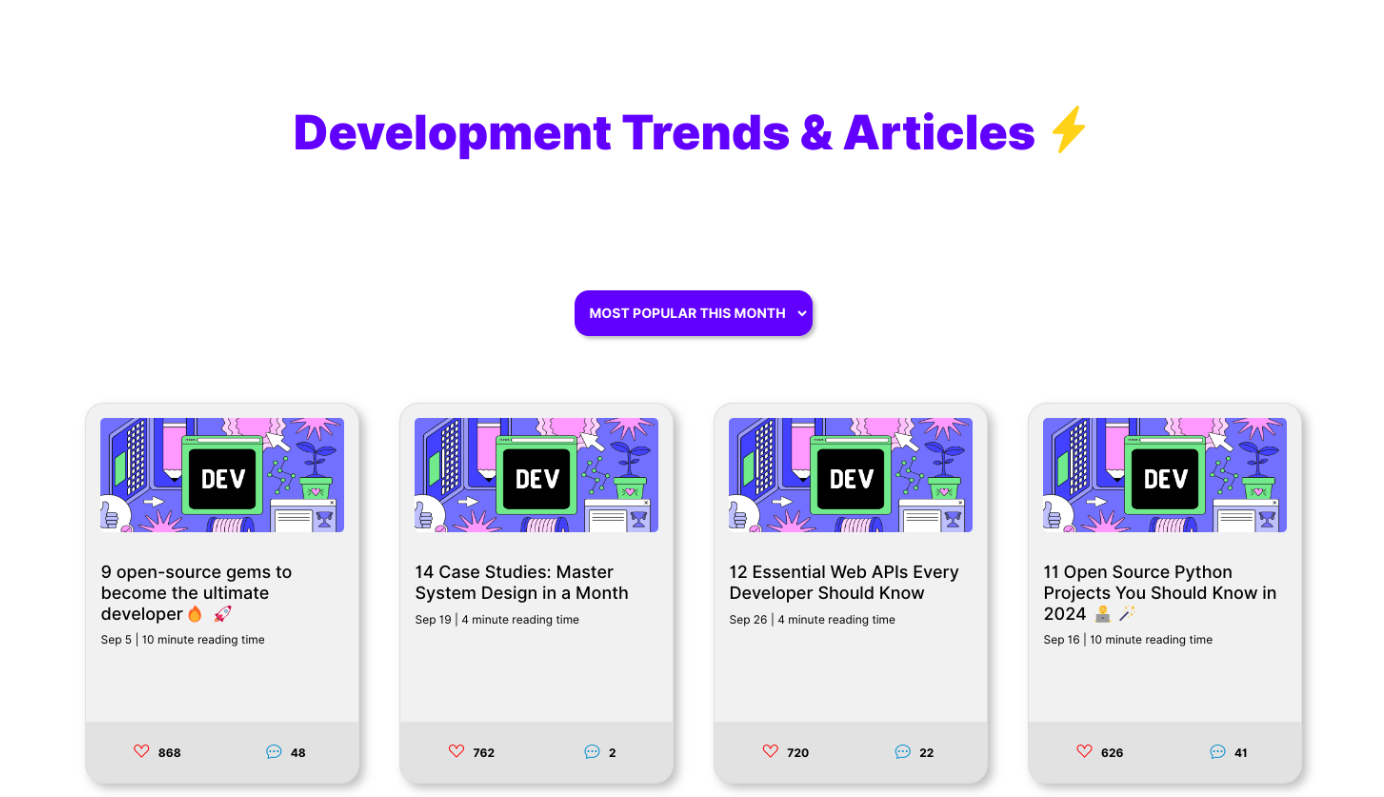 Development Trends & Articles ⚡
MOST POPULAR THIS MONTH
DEV
DEV
DEV
DEV
9 open-source gems to
become the ultimate
developer🔥 🚀
Sep 5 | 10 minute reading time
868
48
14 Case Studies: Master
System Design in a Month
Sep 19 | 4 minute reading time
762
2
12 Essential Web APIs Every
Developer Should Know
Sep 26 | 4 minute reading time
720
22
11 Open Source Python
Projects You Should Know in
2024 🧑‍💻 🪄
Sep 16 | 10 minute reading time
626
41